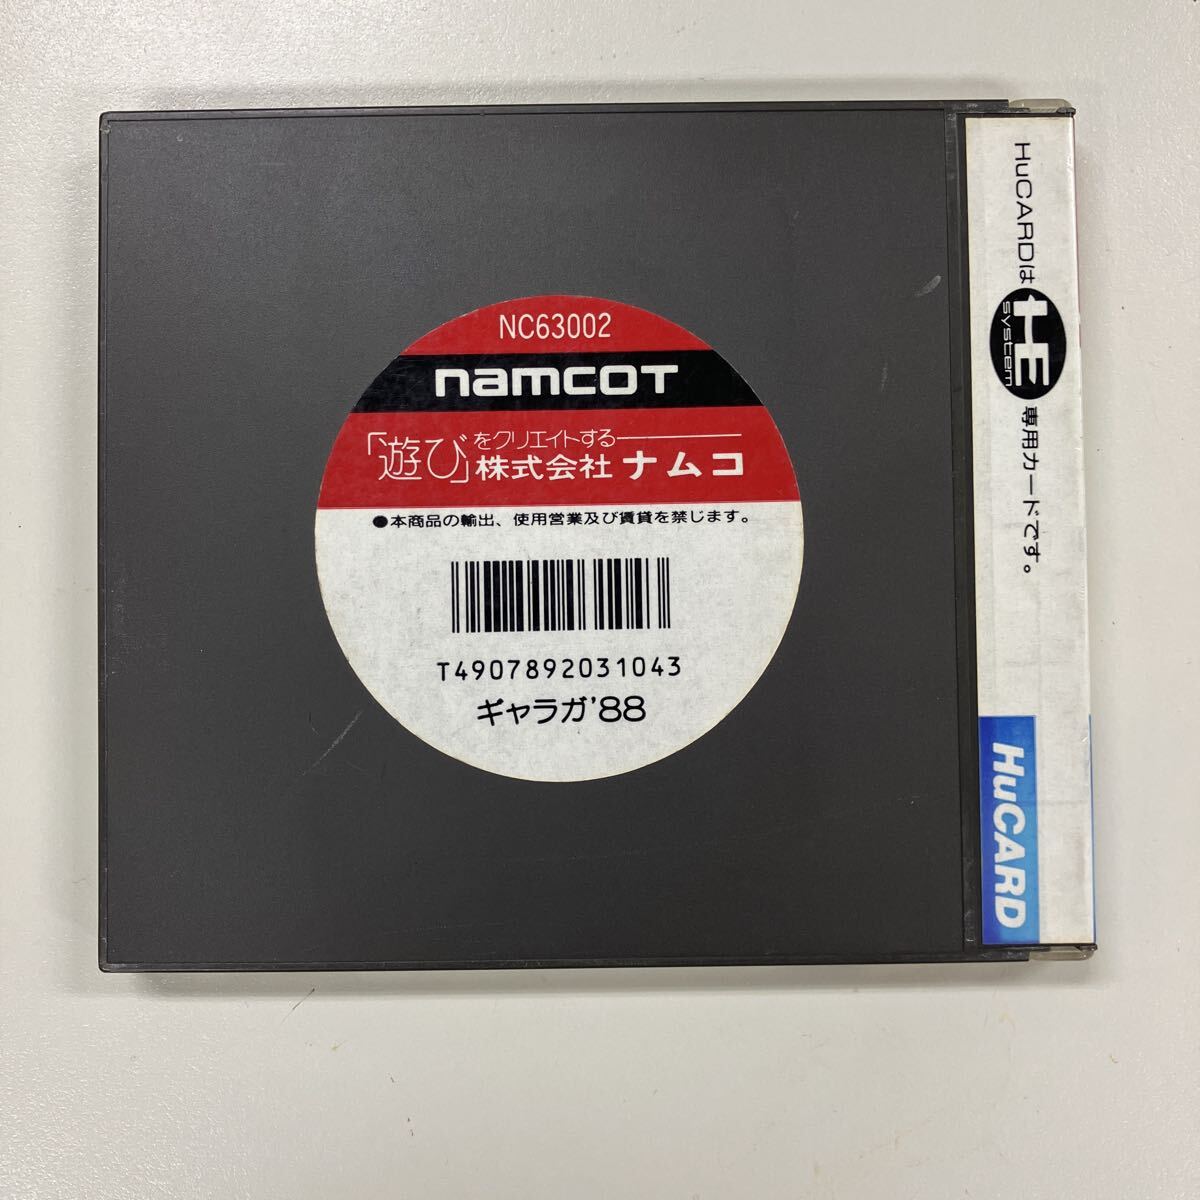 NC63002
namcoT
「遊び」をクリエイトする
株式会社ナムコ
●本商品の輸出、使用営業及び賃貸を禁じます。
T4907892031043
ギャラガ'88
HuCARDは HE system 専用カードです。
HuCARD